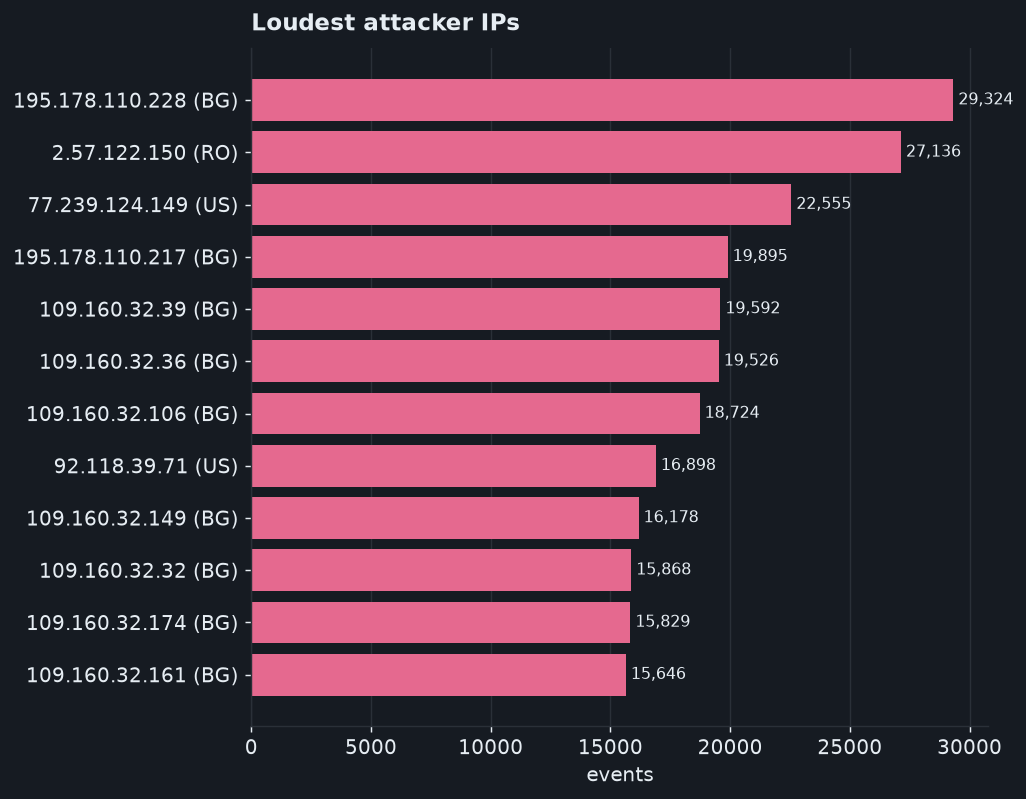 Loudest attacker IPs
195.178.110.228 (BG) 29,324
2.57.122.150 (RO) 27,136
77.239.124.149 (US) 22,555
195.178.110.217 (BG) 19,895
109.160.32.39 (BG) 19,592
109.160.32.36 (BG) 19,526
109.160.32.106 (BG) 18,724
92.118.39.71 (US) 16,898
109.160.32.149 (BG) 16,178
109.160.32.32 (BG) 15,868
109.160.32.174 (BG) 15,829
109.160.32.161 (BG) 15,646
0 5000 10000 15000 20000 25000 30000
events